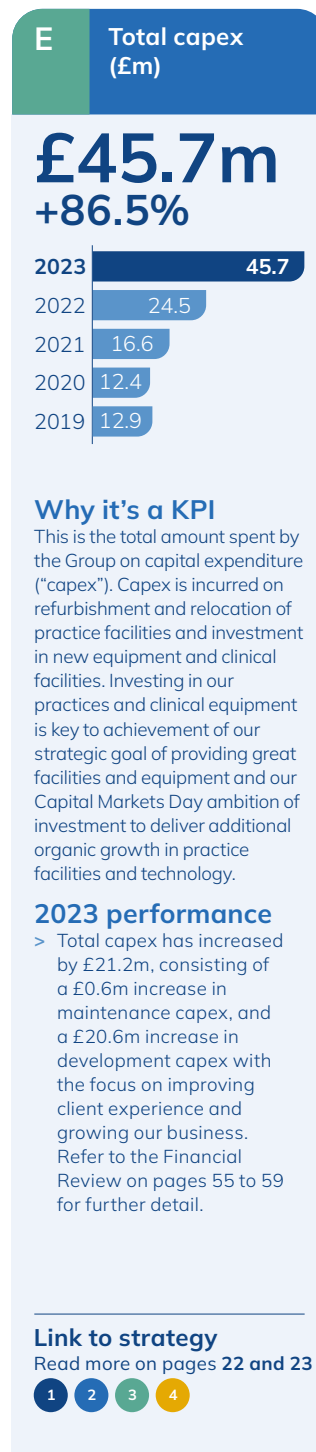 E
Total capex
(£m)
£45.7m
+86.5%
2023 45.7
2022 24.5
2021 16.6
2020 12.4
2019 12.9
Why it’s a KPI
This is the total amount spent by
the Group on capital expenditure
(“capex”). Capex is incurred on
refurbishment and relocation of
practice facilities and investment
in new equipment and clinical
facilities. Investing in our
practices and clinical equipment
is key to achievement of our
strategic goal of providing great
facilities and equipment and our
Capital Markets Day ambition of
investment to deliver additional
organic growth in practice
facilities and technology.
2023 performance
> Total capex has increased
by £21.2m, consisting of
a £0.6m increase in
maintenance capex, and
a £20.6m increase in
development capex with
the focus on improving
client experience and
growing our business.
Refer to the Financial
Review on pages 55 to 59
for further detail.
Link to strategy
Read more on pages 22 and 23
1 2 3 4